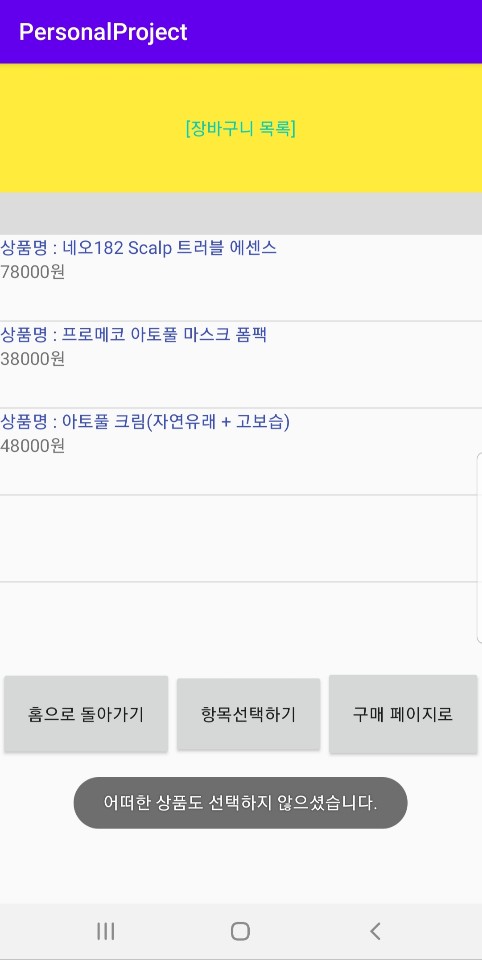 PersonalProject
[장바구니 목록]
상품명 : 네오182 Scalp 트러블 에센스
78000원
상품명 : 프로메코 아토풀 마스크 폼팩
38000원
상품명 : 아토풀 크림(자연유래 + 고보습)
48000원
홈으로 돌아가기
항목선택하기
구매 페이지로
어떠한 상품도 선택하지 않으셨습니다.